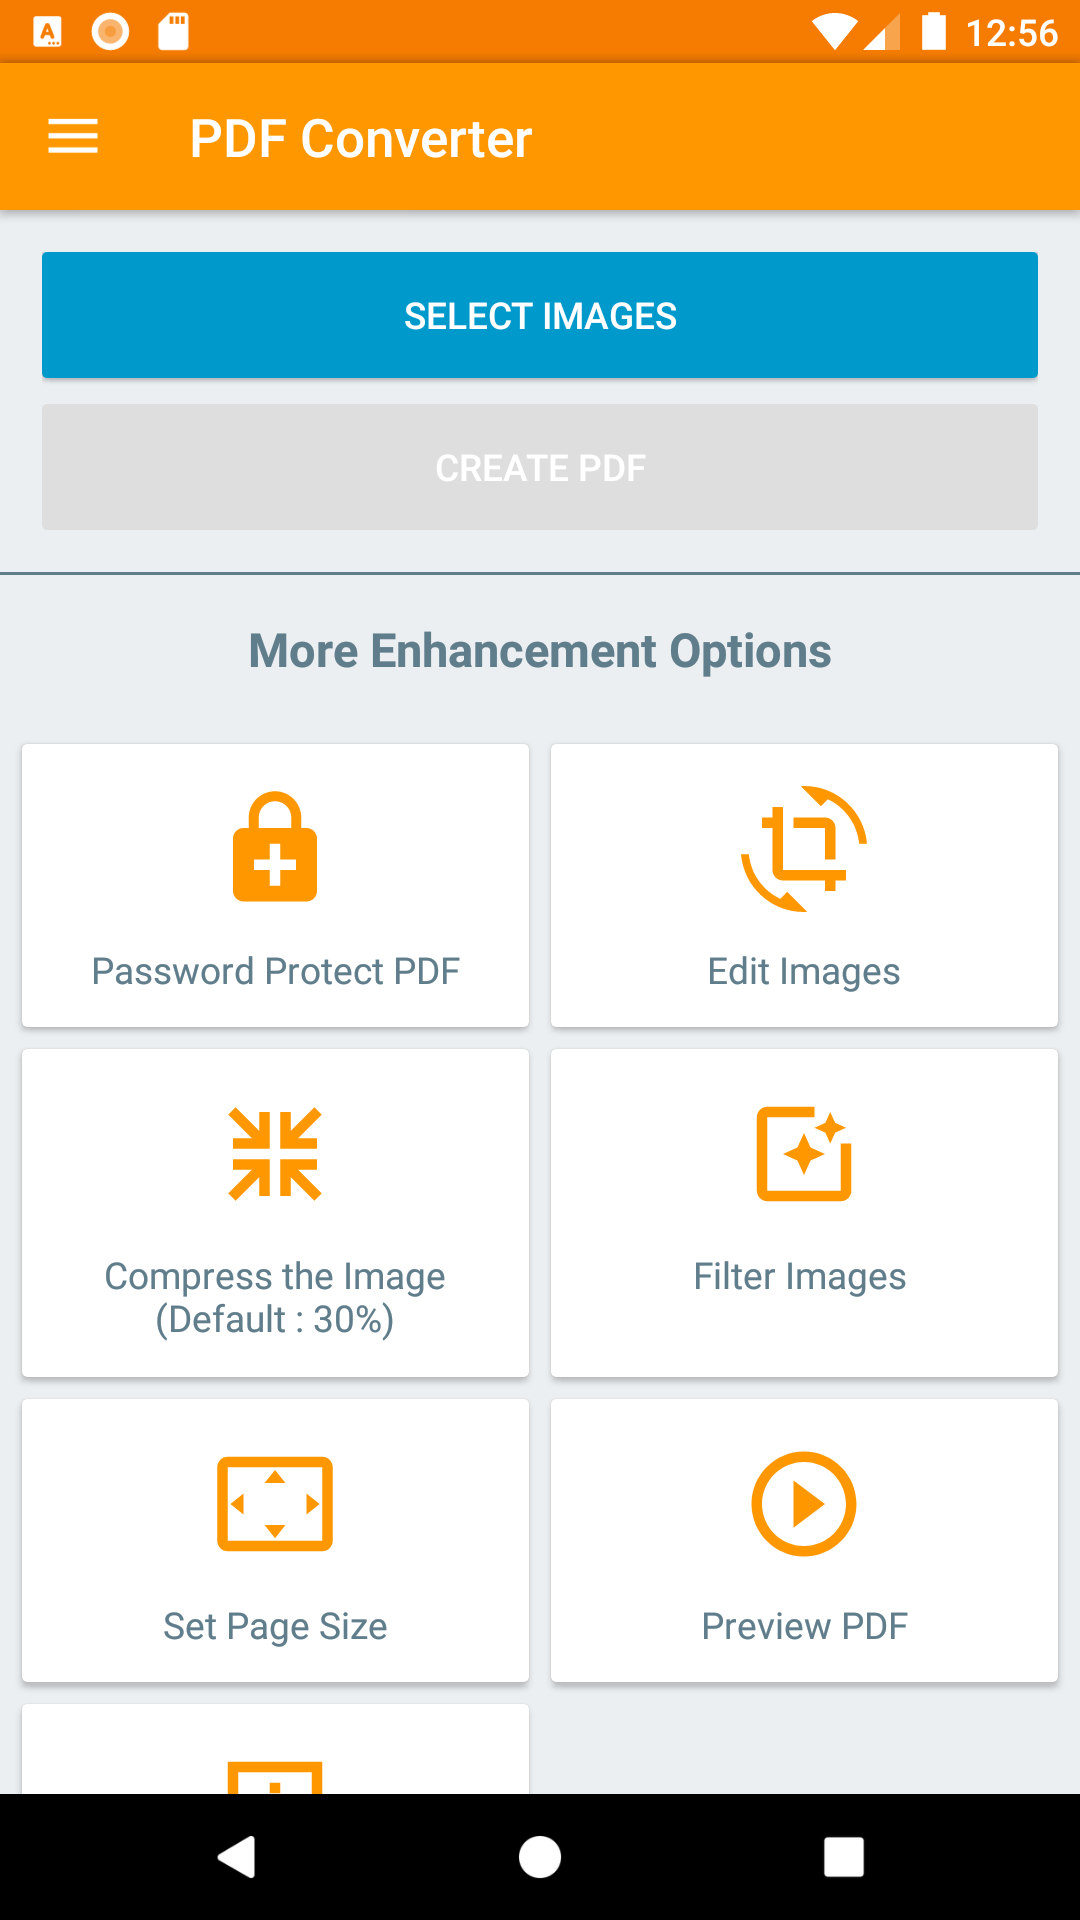 12:56
PDF Converter
SELECT IMAGES
CREATE PDF
More Enhancement Options
Password Protect PDF
Edit Images
Compress the Image
(Default : 30%)
Filter Images
Set Page Size
Preview PDF